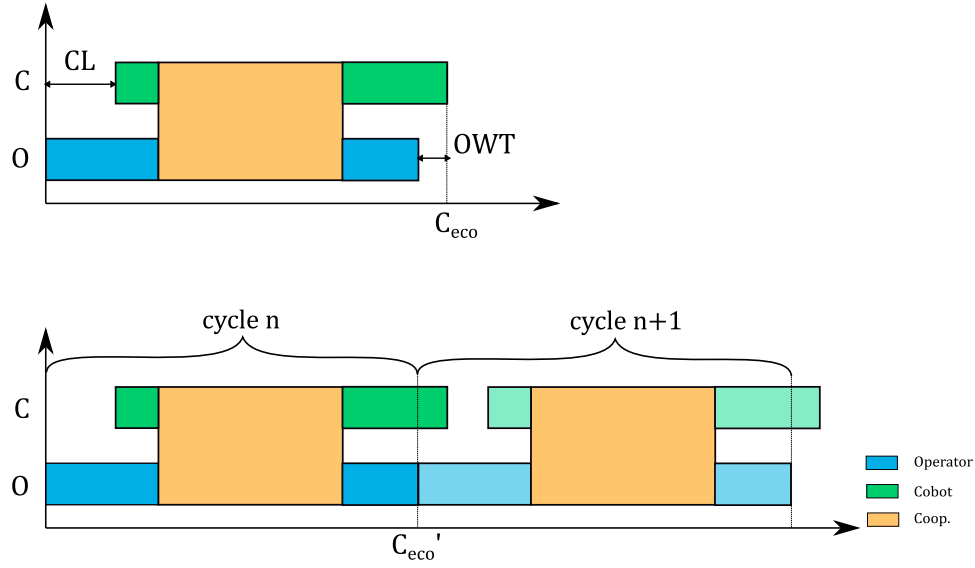 CL
C
O
OWT
Ceco
cycle n
cycle n+1
C
O
Ceco'
Operator
Cobot
Coop.